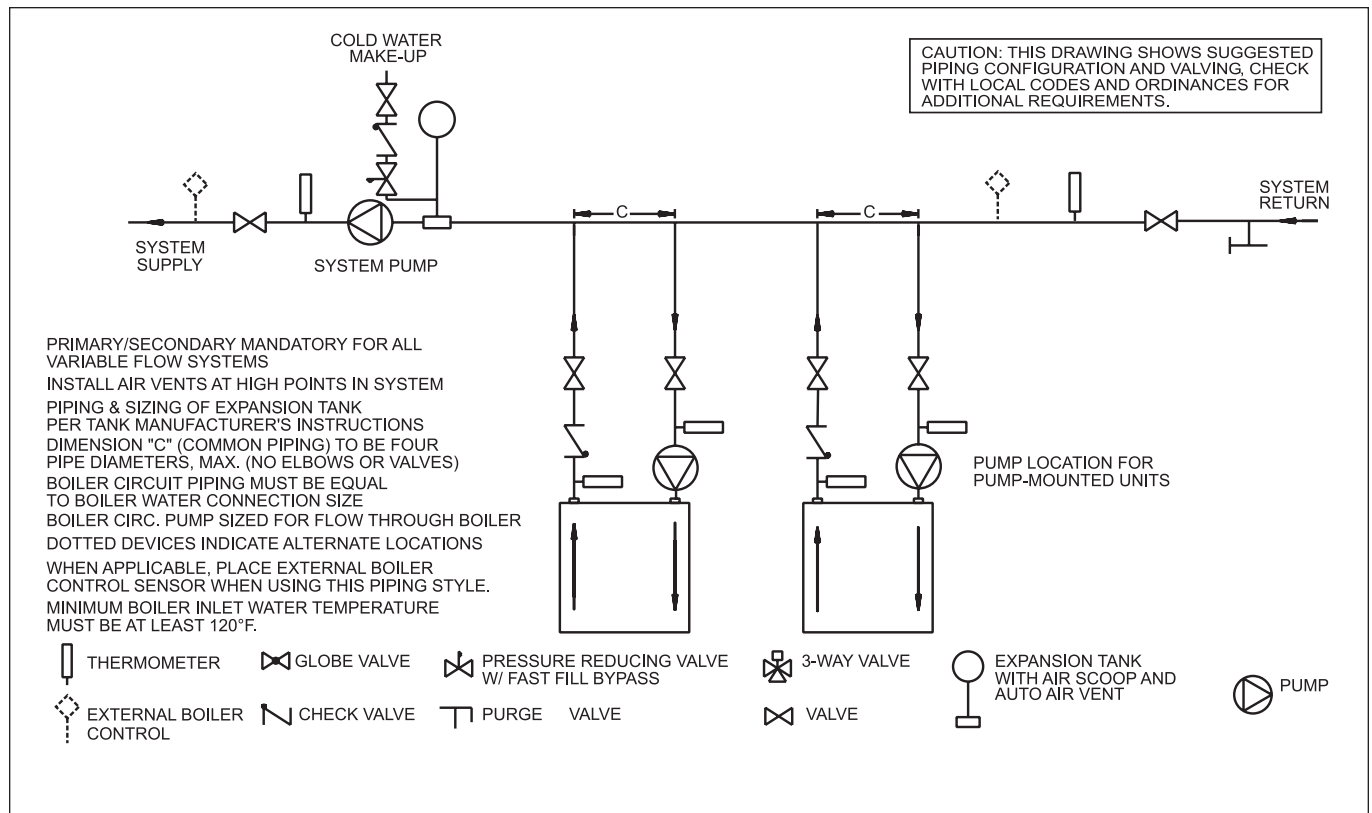 COLD WATER
MAKE-UP
CAUTION: THIS DRAWING SHOWS SUGGESTED
PIPING CONFIGURATION AND VALVING, CHECK
WITH LOCAL CODES AND ORDINANCES FOR
ADDITIONAL REQUIREMENTS.
SYSTEM
RETURN
C
C
SYSTEM
SUPPLY
SYSTEM PUMP
PRIMARY/SECONDARY MANDATORY FOR ALL
VARIABLE FLOW SYSTEMS
INSTALL AIR VENTS AT HIGH POINTS IN SYSTEM
PIPING & SIZING OF EXPANSION TANK
PER TANK MANUFACTURER'S INSTRUCTIONS
DIMENSION "C" (COMMON PIPING) TO BE FOUR
PIPE DIAMETERS, MAX. (NO ELBOWS OR VALVES)
BOILER CIRCUIT PIPING MUST BE EQUAL
TO BOILER WATER CONNECTION SIZE
BOILER CIRC. PUMP SIZED FOR FLOW THROUGH BOILER
DOTTED DEVICES INDICATE ALTERNATE LOCATIONS
WHEN APPLICABLE, PLACE EXTERNAL BOILER
CONTROL SENSOR WHEN USING THIS PIPING STYLE.
MINIMUM BOILER INLET WATER TEMPERATURE
MUST BE AT LEAST 120°F.
PUMP LOCATION FOR
PUMP-MOUNTED UNITS
THERMOMETER
GLOBE VALVE
PRESSURE REDUCING VALVE
W/ FAST FILL BYPASS
3-WAY VALVE
EXPANSION TANK
WITH AIR SCOOP AND
AUTO AIR VENT
PUMP
EXTERNAL BOILER
CONTROL
CHECK VALVE
PURGE VALVE
VALVE